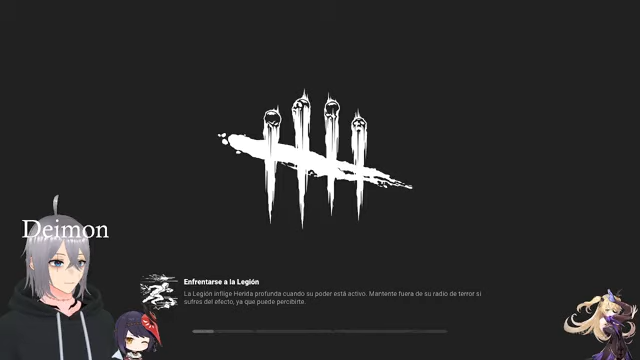 Deimon
Enfrentarse a la Legión
La Legión inflige Herida profunda cuando su poder está activo. Mantente fuera de su radio de terror si
sufres del efecto, ya que puede percibirte.